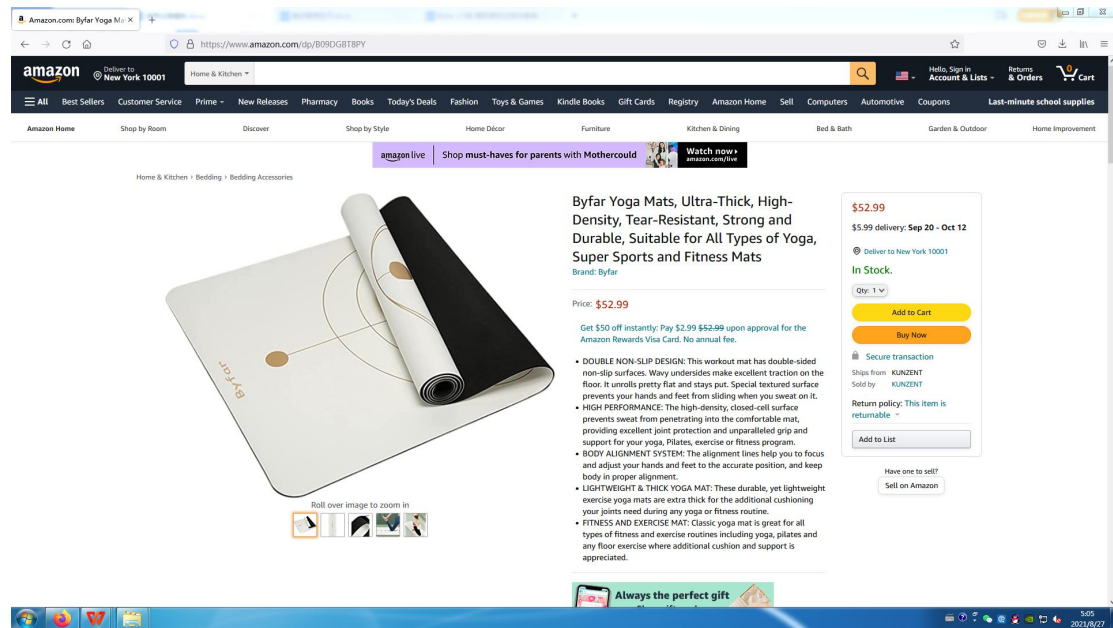 Amazon.com: Byfar Yoga Ma
https://www.amazon.com/dp/B09DGBT8PY
amazon
Deliver to
New York 10001
Home & Kitchen
Hello, Sign in
Account & Lists
Returns
& Orders
0
Cart
All Best Sellers Customer Service Prime New Releases Pharmacy Books Today's Deals Fashion Toys & Games Kindle Books Gift Cards Registry Amazon Home Sell Computers Automotive Coupons Last-minute school supplies
Amazon Home Shop by Room Discover Shop by Style Home Décor Furniture Kitchen & Dining Bed & Bath Garden & Outdoor Home Improvement
amazon live Shop must-haves for parents with Mothercould Watch now
amazon.com/live
Home & Kitchen › Bedding › Bedding Accessories
Byfar
Roll over image to zoom in
Byfar Yoga Mats, Ultra-Thick, High-
Density, Tear-Resistant, Strong and
Durable, Suitable for All Types of Yoga,
Super Sports and Fitness Mats
Brand: Byfar
Price: $52.99
Get $50 off instantly: Pay $2.99 $52.99 upon approval for the
Amazon Rewards Visa Card. No annual fee.
• DOUBLE NON-SLIP DESIGN: This workout mat has double-sided
non-slip surfaces. Wavy undersides make excellent traction on the
floor. It unrolls pretty flat and stays put. Special textured surface
prevents your hands and feet from sliding when you sweat on it.
• HIGH PERFORMANCE: The high-density, closed-cell surface
prevents sweat from penetrating into the comfortable mat,
providing excellent joint protection and unparalleled grip and
support for your yoga, Pilates, exercise or fitness program.
• BODY ALIGNMENT SYSTEM: The alignment lines help you to focus
and adjust your hands and feet to the accurate position, and keep
body in proper alignment.
• LIGHTWEIGHT & THICK YOGA MAT: These durable, yet lightweight
exercise yoga mats are extra thick for the additional cushioning
your joints need during any yoga or fitness routine.
• FITNESS AND EXERCISE MAT: Classic yoga mat is great for all
types of fitness and exercise routines including yoga, pilates and
any floor exercise where additional cushion and support is
appreciated.
Always the perfect gift
$52.99
$5.99 delivery: Sep 20 - Oct 12
Deliver to New York 10001
In Stock.
Qty: 1
Add to Cart
Buy Now
Secure transaction
Ships from KUNZENT
Sold by KUNZENT
Return policy: This item is
returnable
Add to List
Have one to sell?
Sell on Amazon
5:05
2021/8/27